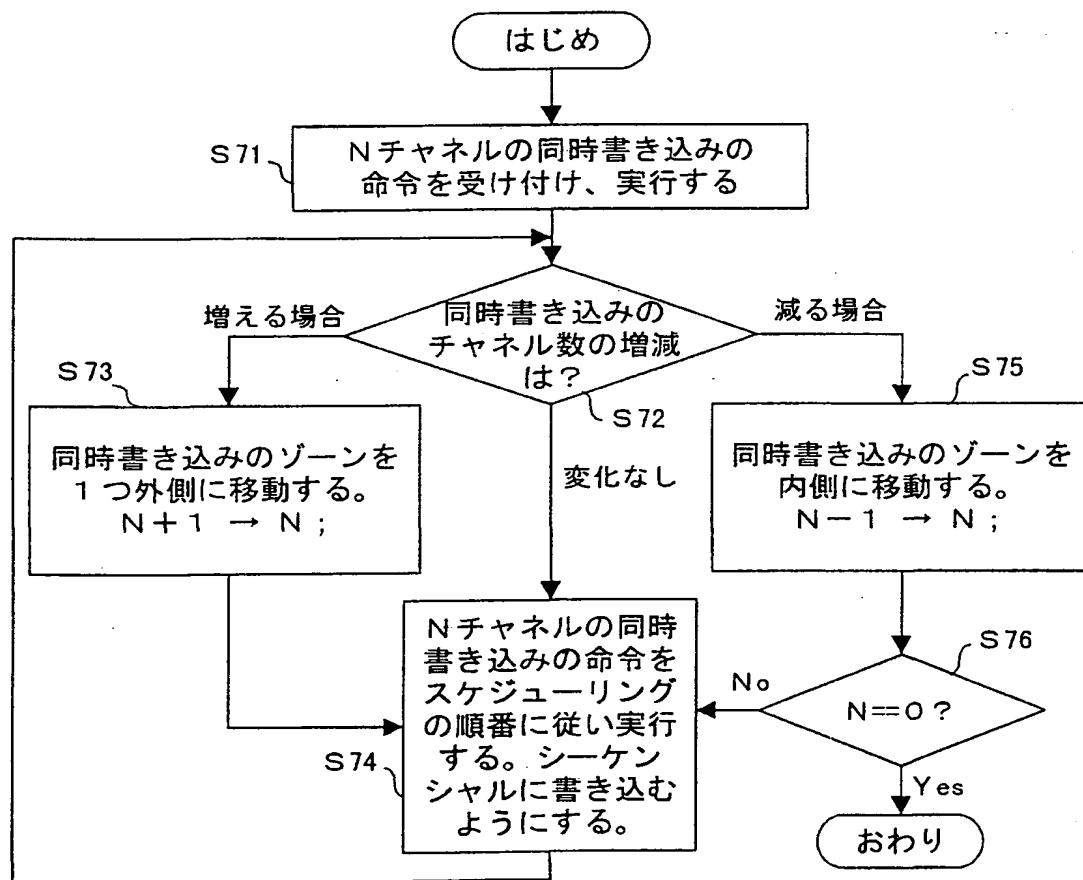 はじめ
S71
Nチャネルの同時書き込みの
命令を受け付け、実行する
増える場合
同時書き込みの
チャネル数の増減
は?
減る場合
S72
S73
同時書き込みのゾーンを
1つ外側に移動する。
N+1 → N;
変化なし
S75
同時書き込みのゾーンを
内側に移動する。
N−1 → N;
S74
Nチャネルの同時
書き込みの命令を
スケジューリング
の順番に従い実行
する。シーケン
シャルに書き込む
ようにする。
S76
N==0?
No
Yes
おわり